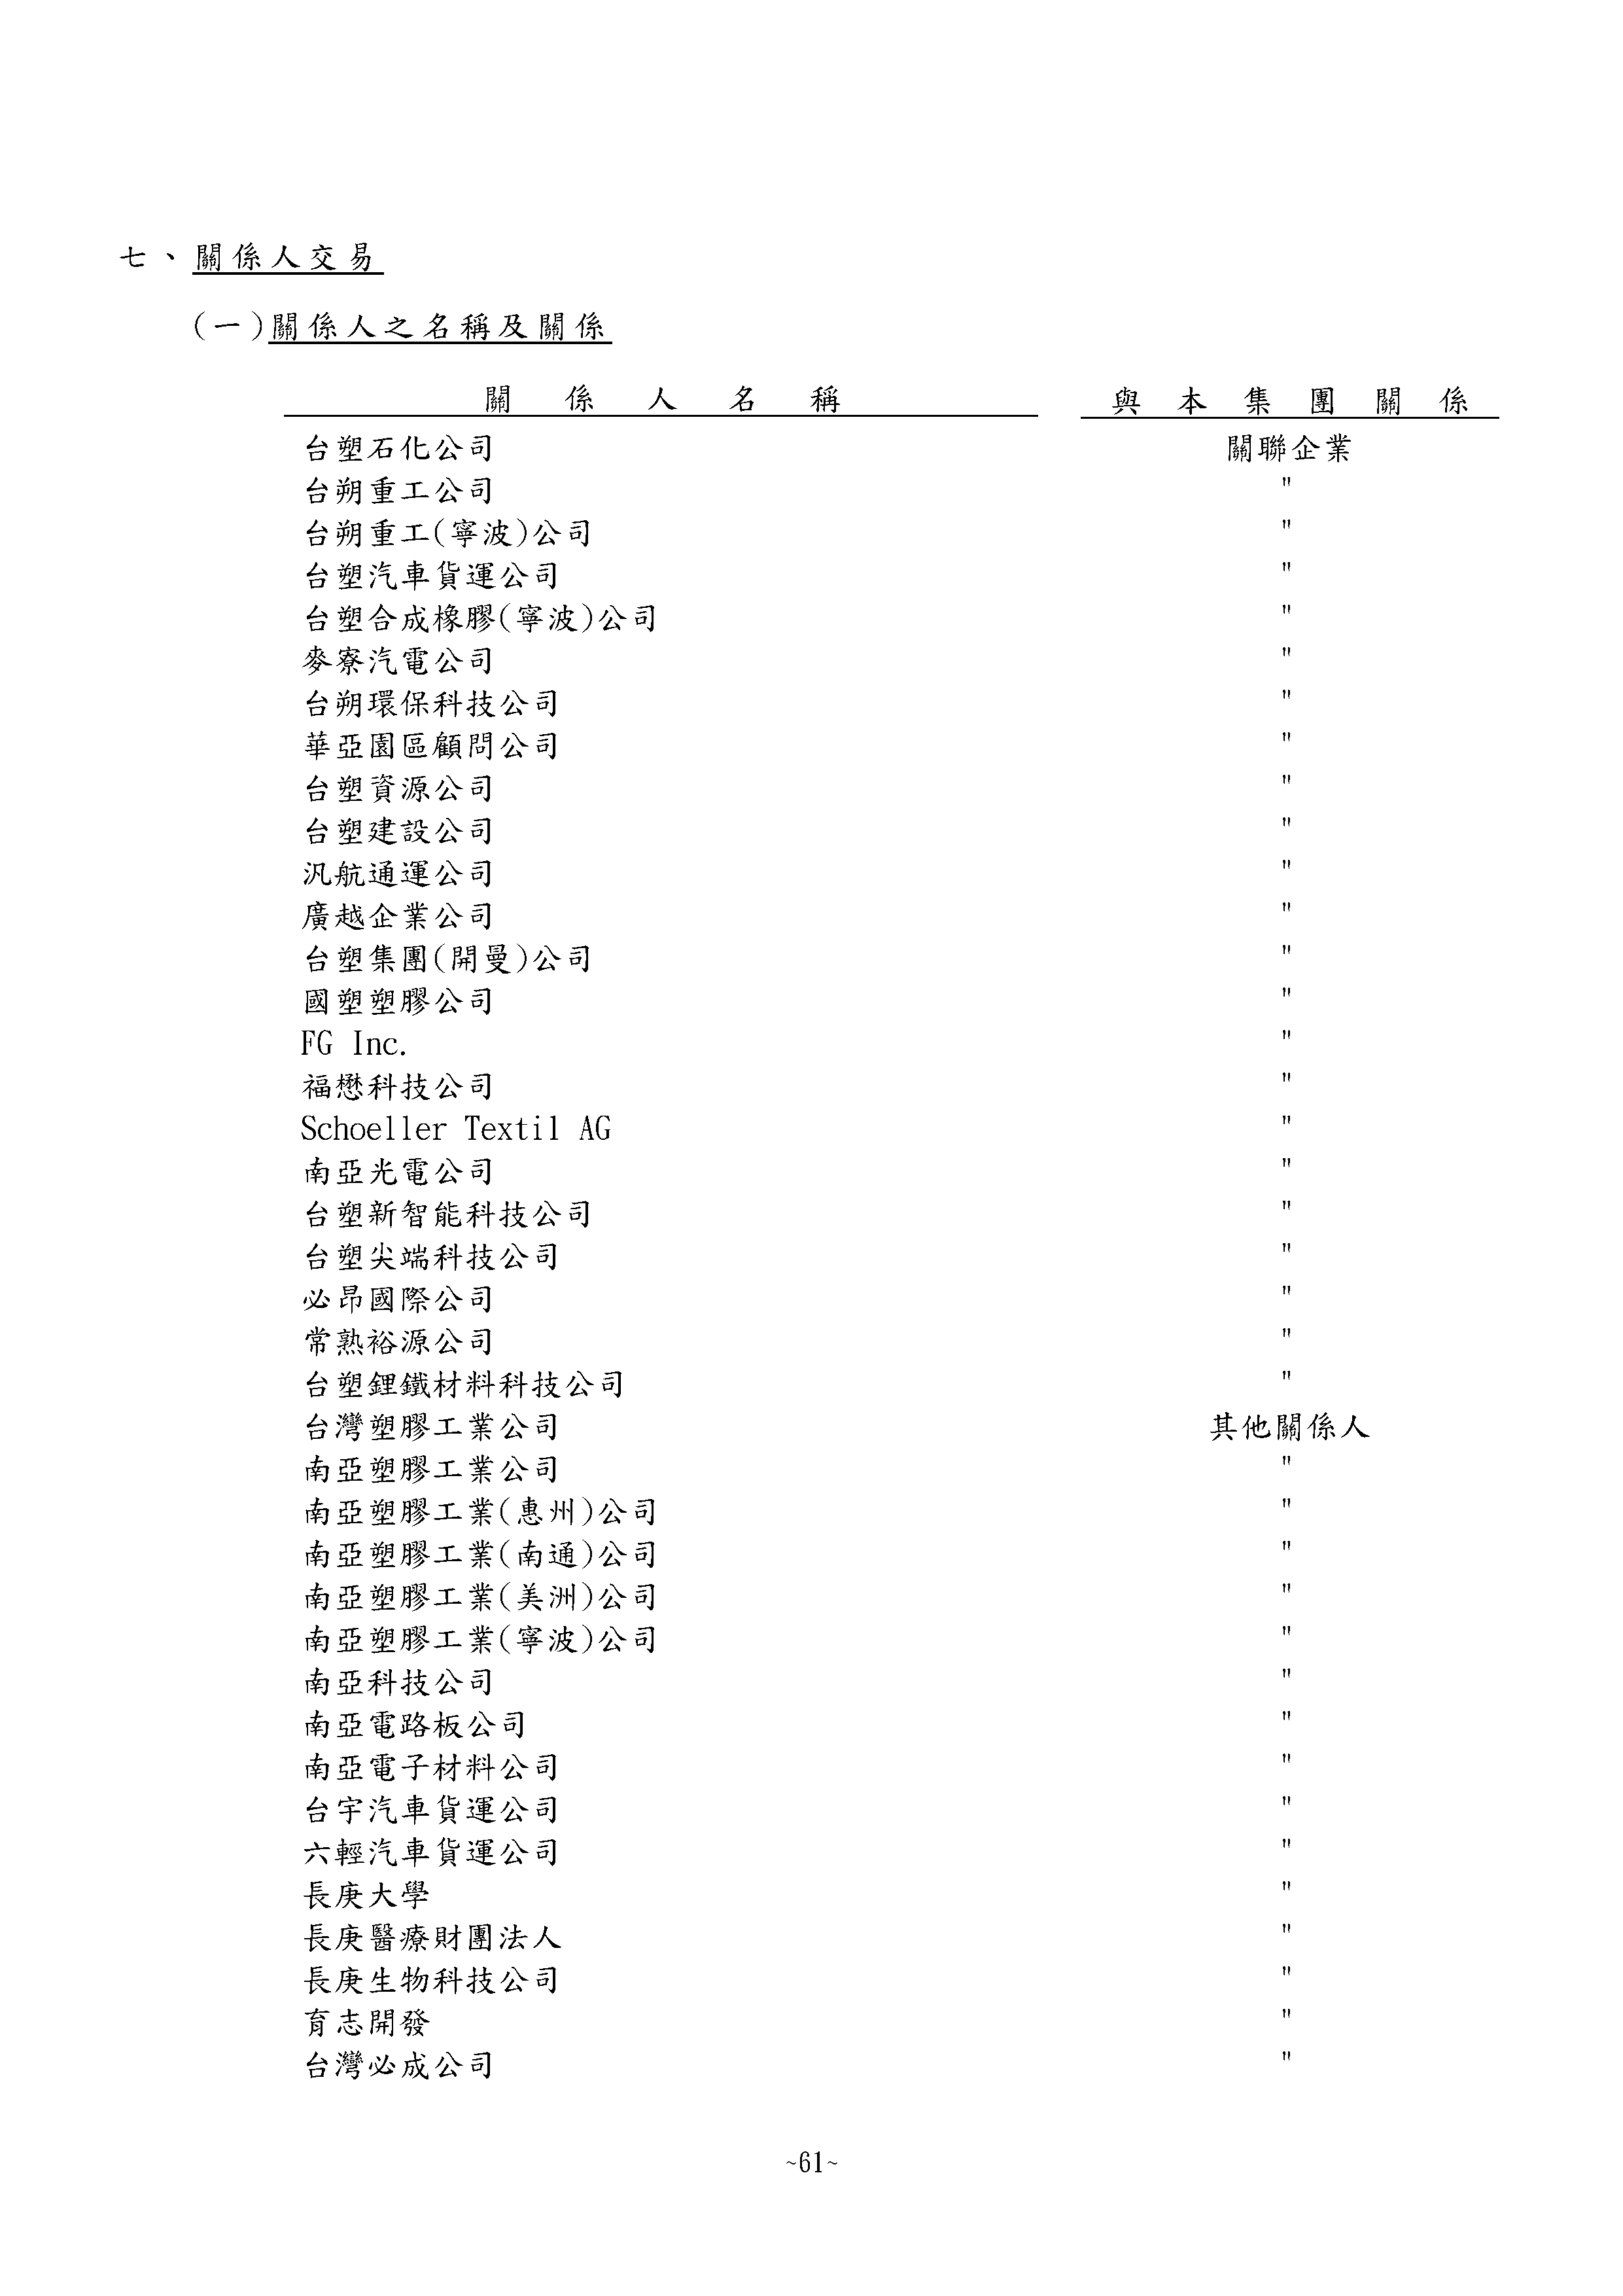 七、關係人交易
(一)關係人之名稱及關係
關係人名稱 與本集團關係
台塑石化公司 關聯企業
台朔重工公司 "
台朔重工(寧波)公司 "
台塑汽車貨運公司 "
台塑合成橡膠(寧波)公司 "
麥寮汽電公司 "
台朔環保科技公司 "
華亞園區顧問公司 "
台塑資源公司 "
台塑建設公司 "
汎航通運公司 "
廣越企業公司 "
台塑集團(開曼)公司 "
國塑塑膠公司 "
FG Inc. "
福懋科技公司 "
Schoeller Textil AG "
南亞光電公司 "
台塑新智能科技公司 "
台塑尖端科技公司 "
必昂國際公司 "
常熟裕源公司 "
台塑鋰鐵材料科技公司 "
台灣塑膠工業公司 其他關係人
南亞塑膠工業公司 "
南亞塑膠工業(惠州)公司 "
南亞塑膠工業(南通)公司 "
南亞塑膠工業(美洲)公司 "
南亞塑膠工業(寧波)公司 "
南亞科技公司 "
南亞電路板公司 "
南亞電子材料公司 "
台宇汽車貨運公司 "
六輕汽車貨運公司 "
長庚大學 "
長庚醫療財團法人 "
長庚生物科技公司 "
育志開發 "
台灣必成公司 "
~61~